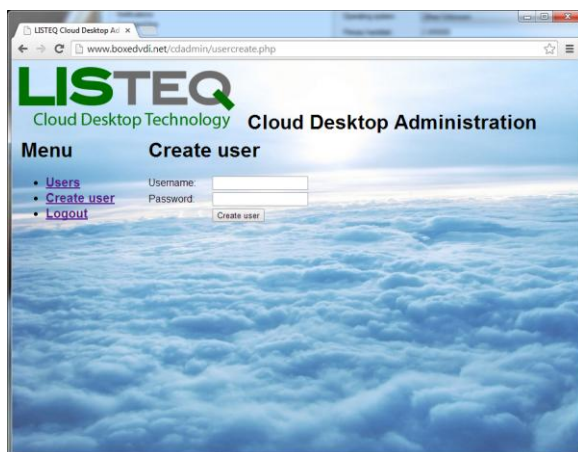 LISTEQ Cloud Desktop Ad
www.boxedvdi.net/cdadmin/usercreate.php
LISTEQ
Cloud Desktop Technology
Cloud Desktop Administration
Menu
Users
Create user
Logout
Create user
Username:
Password:
Create user